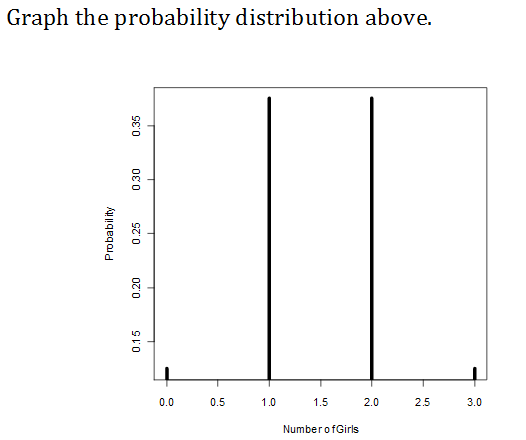 Graph the probability distribution above.
0.35
0.30
0.25
0.20
0.15
Probability
0.0 0.5 1.0 1.5 2.0 2.5 3.0
Number of Girls